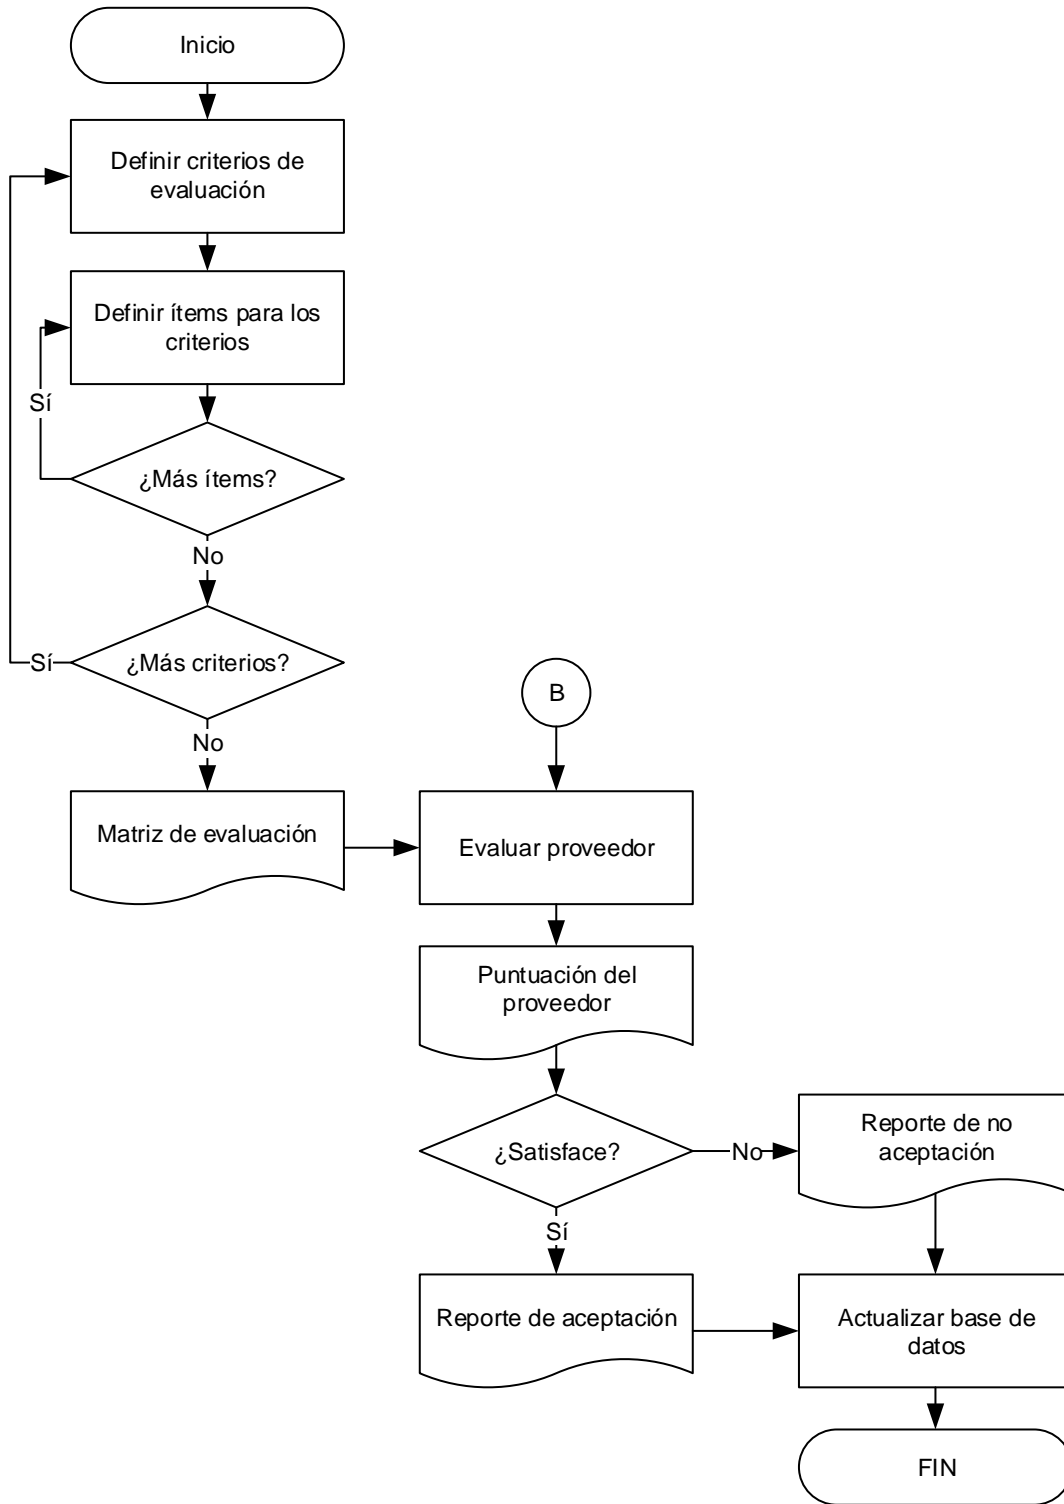 Inicio
Definir criterios de
evaluación
Definir ítems para los
criterios
Sí
¿Más ítems?
No
¿Más criterios?
Sí
No
B
Matriz de evaluación
Evaluar proveedor
Puntuación del
proveedor
¿Satisface?
No
Reporte de no
aceptación
Sí
Reporte de aceptación
Actualizar base de
datos
FIN